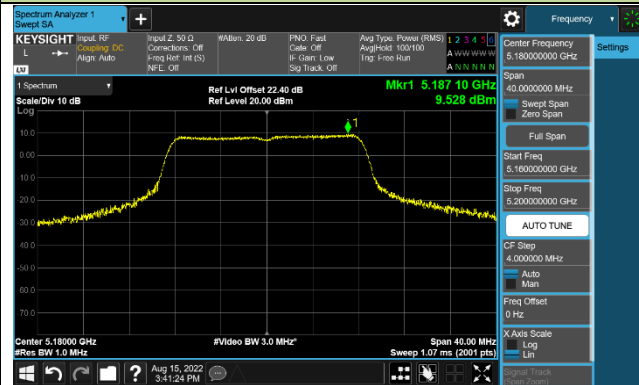 Spectrum Analyzer 1
Swept SA
+
Frequency
KEYSIGHT
Input: RF
Coupling: DC
Align: Auto
Input Z: 50 Ω
Corrections: Off
Freq Ref: Int (S)
NFE: Off
#Atten: 20 dB
PNO: Fast
Gate: Off
IF Gain: Low
Sig Track: Off
Avg Type: Power (RMS)
Avg|Hold: 100/100
Trig: Free Run
1 2 3 4 5 6
A W W W W W
A N N N N N
L
LXI
1 Spectrum
Scale/Div 10 dB
Log
Ref Lvl Offset 22.40 dB
Ref Level 20.00 dBm
Mkr1 5.187 10 GHz
9.528 dBm
1
10.0
0.00
-10.0
-20.0
-30.0
-40.0
-50.0
-60.0
-70.0
Center 5.18000 GHz
#Res BW 1.0 MHz
#Video BW 3.0 MHz*
Span 40.00 MHz
Sweep 1.07 ms (2001 pts)
Aug 15, 2022
3:41:24 PM
?
Center Frequency
5.180000000 GHz
Settings
Span
40.0000000 MHz
Swept Span
Zero Span
Full Span
Start Freq
5.160000000 GHz
Stop Freq
5.200000000 GHz
AUTO TUNE
CF Step
4.000000 MHz
Auto
Man
Freq Offset
0 Hz
X Axis Scale
Log
Lin
Signal Track
(Span Zoom)